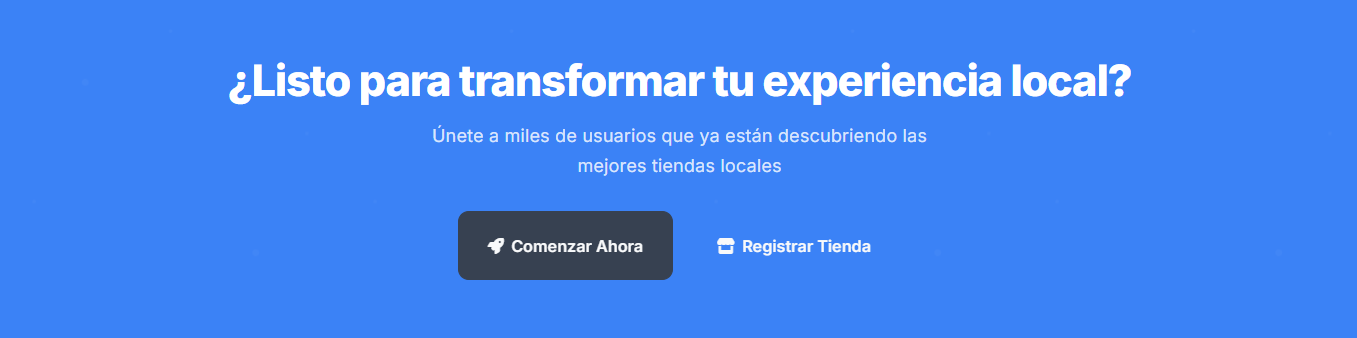 ¿Listo para transformar tu experiencia local?
Únete a miles de usuarios que ya están descubriendo las
mejores tiendas locales
Comenzar Ahora
Registrar Tienda